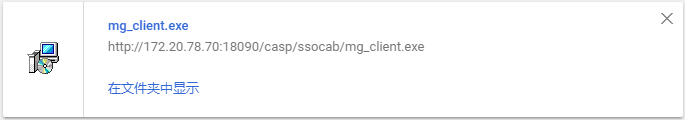 mg_client.exe
http://172.20.78.70:18090/casp/ssocab/mg_client.exe
在文件夹中显示